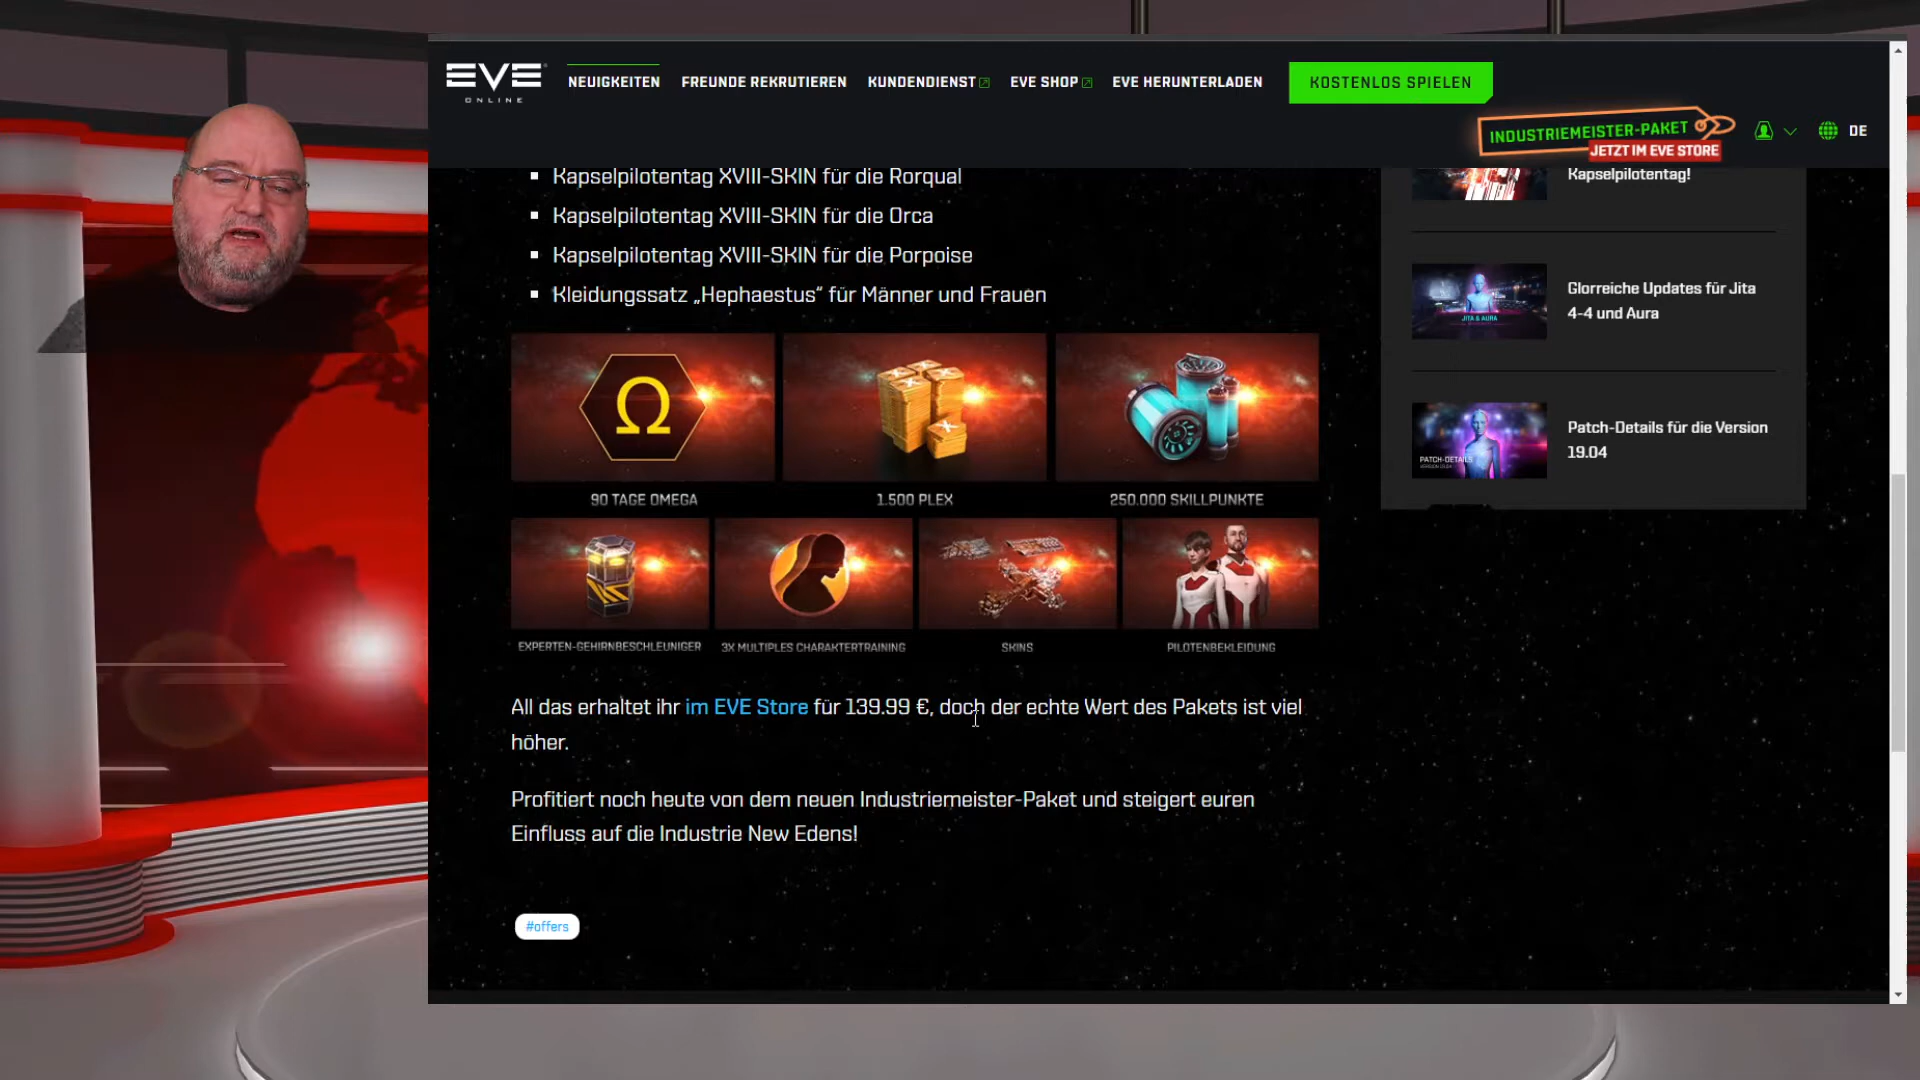 EVE
ONLINE
NEUIGKEITEN
FREUNDE REKRUTIEREN
KUNDENDIENST
EVE SHOP
EVE HERUNTERLADEN
KOSTENLOS SPIELEN
INDUSTRIEMEISTER-PAKET
JETZT IM EVE STORE
DE
Kapselpilotentag XVIII-SKIN für die Rorqual
Kapselpilotentag XVIII-SKIN für die Orca
Kapselpilotentag XVIII-SKIN für die Porpoise
Kleidungssatz „Hephaestus“ für Männer und Frauen
90 TAGE OMEGA
1.500 PLEX
250.000 SKILLPUNKTE
EXPERTEN-GEHIRNBESCHLEUNIGER
3X MULTIPLES CHARAKTERTRAINING
SKINS
PILOTENBEKLEIDUNG
All das erhaltet ihr im EVE Store für 139.99 €, doch der echte Wert des Pakets ist viel
höher.
Profitiert noch heute von dem neuen Industriemeister-Paket und steigert euren
Einfluss auf die Industrie New Edens!
#offers
Kapselpilotentag!
JITA & AURA
Glorreiche Updates für Jita
4-4 und Aura
PATCH-DETAILS
Patch-Details für die Version
19.04